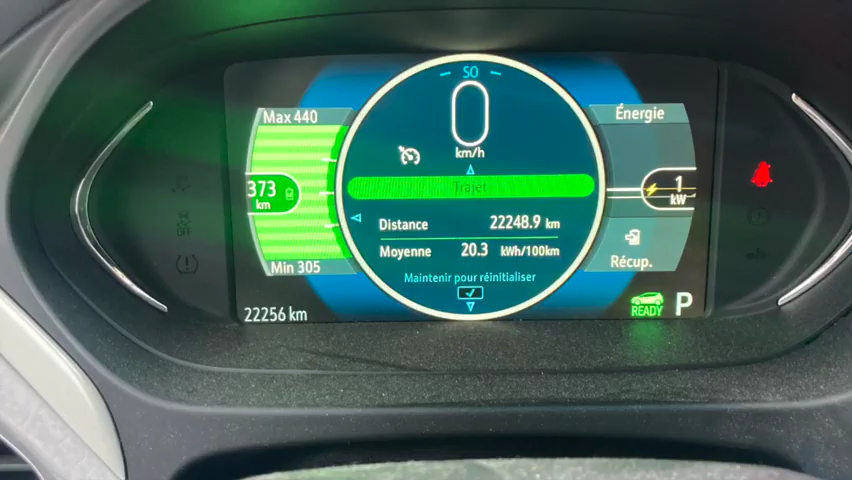 SO
Max 440
0
km/h
Énergie
Trajet
373
km
1
kW
Distance 22248.9 km
Moyenne 20.3 kWh/100km
Récup.
Min 305
Maintenir pour réinitialiser
22256 km
READY P